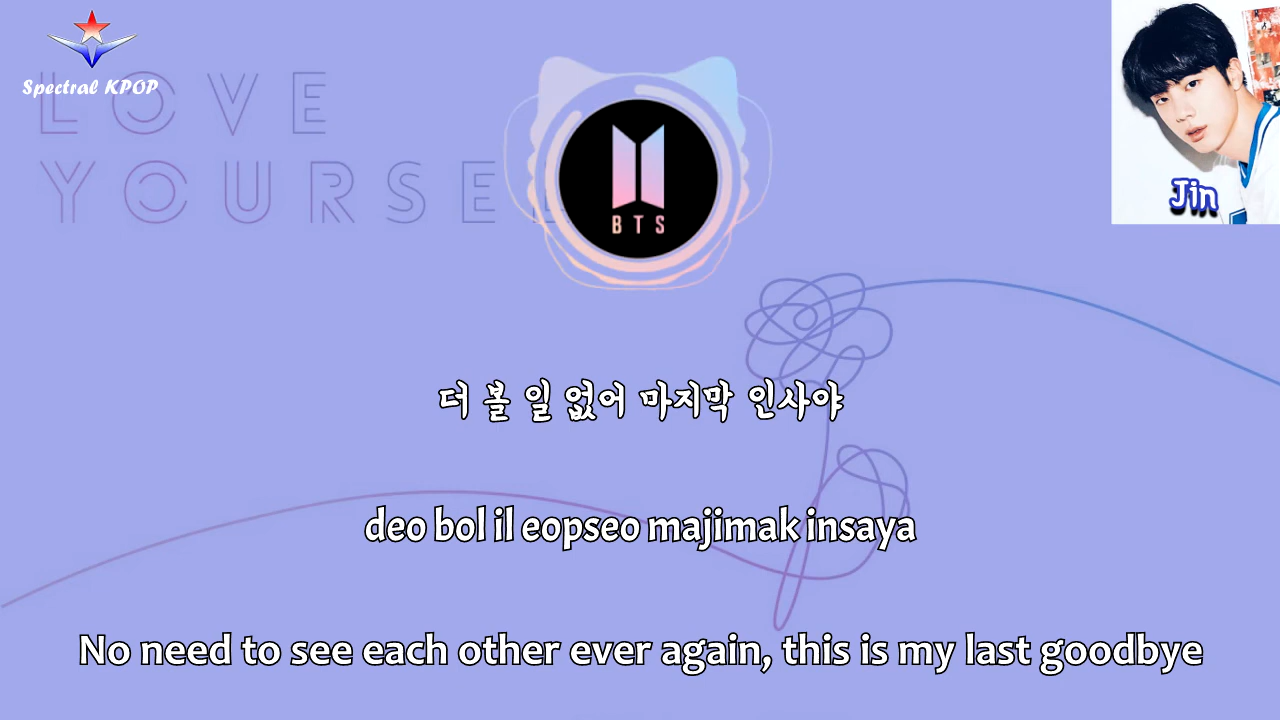 Spectral KPOP
LOVE
YOURSE
BTS
Jin
더 볼 일 없어 마지막 인사야
deo bol il eopseo majimak insaya
No need to see each other ever again, this is my last goodbye